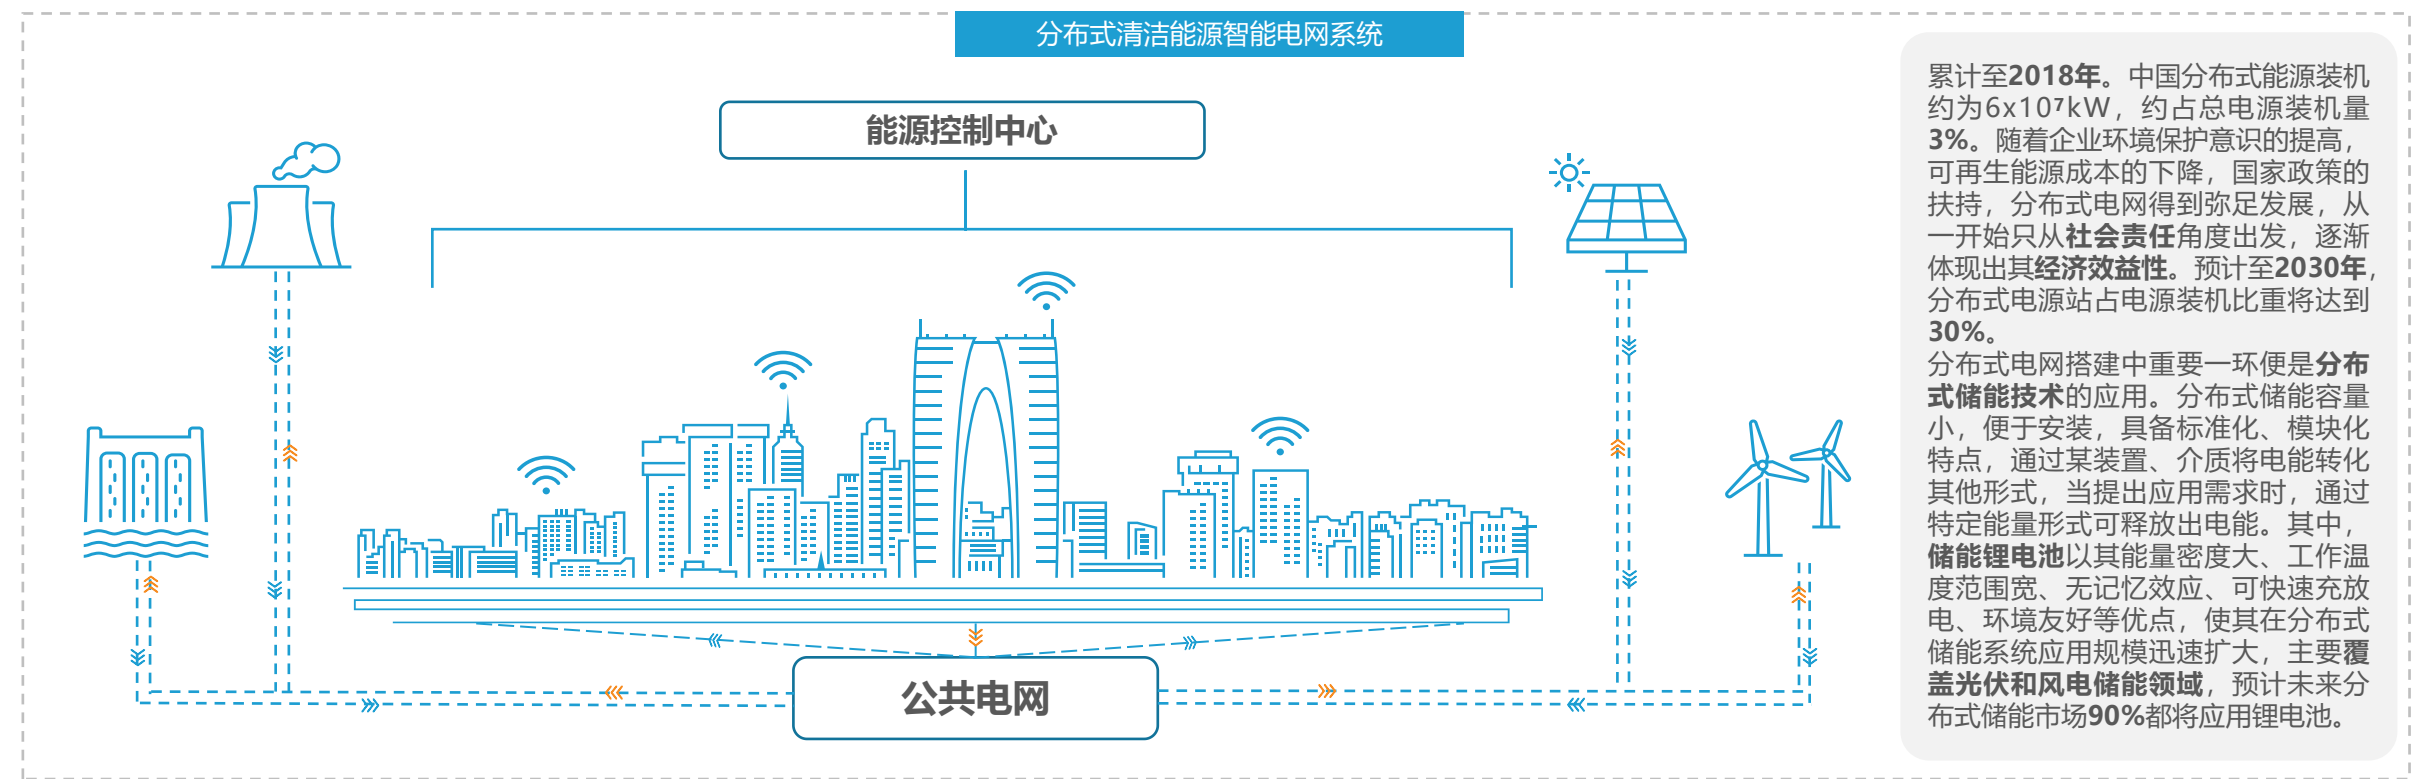 分布式清洁能源智能电网系统
能源控制中心
公共电网
累计至2018年。中国分布式能源装机
约为6x10⁷kW，约占总电源装机量
3%。随着企业环境保护意识的提高，
可再生能源成本的下降，国家政策的
扶持，分布式电网得到弥足发展，从
一开始只从社会责任角度出发，逐渐
体现出其经济效益性。预计至2030年，
分布式电源站占电源装机比重将达到
30%。
分布式电网搭建中重要一环便是分布
式储能技术的应用。分布式储能容量
小，便于安装，具备标准化、模块化
特点，通过某装置、介质将电能转化
其他形式，当提出应用需求时，通过
特定能量形式可释放出电能。其中，
储能锂电池以其能量密度大、工作温
度范围宽、无记忆效应、可快速充放
电、环境友好等优点，使其在分布式
储能系统应用规模迅速扩大，主要覆
盖光伏和风电储能领域，预计未来分
布式储能市场90%都将应用锂电池。